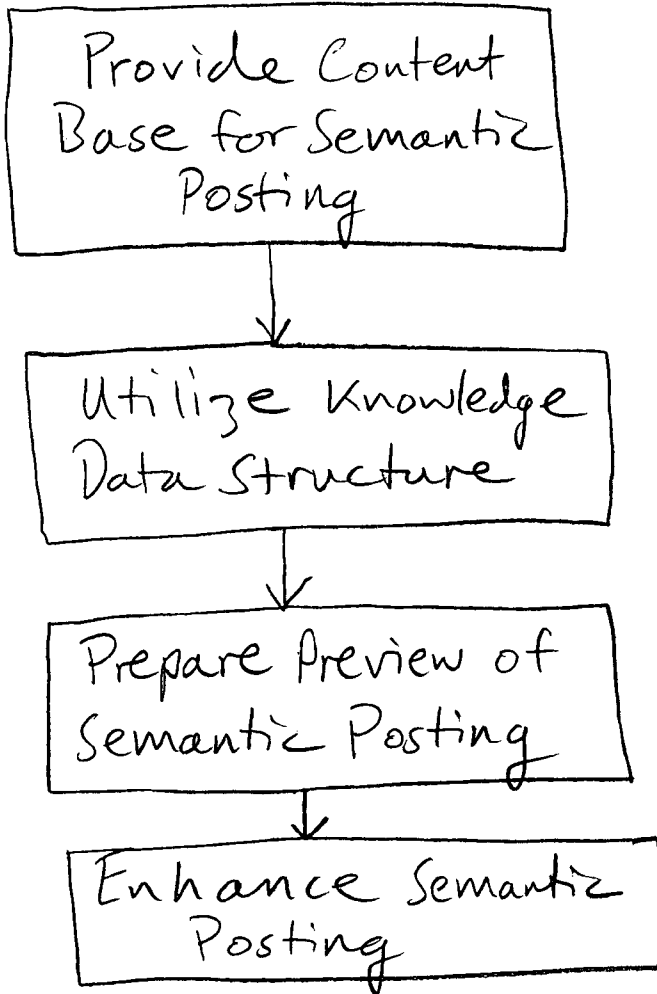 Provide Content
Base for Semantic
Posting
Utilize Knowledge
Data Structure
Prepare Preview of
Semantic Posting
Enhance Semantic
Posting